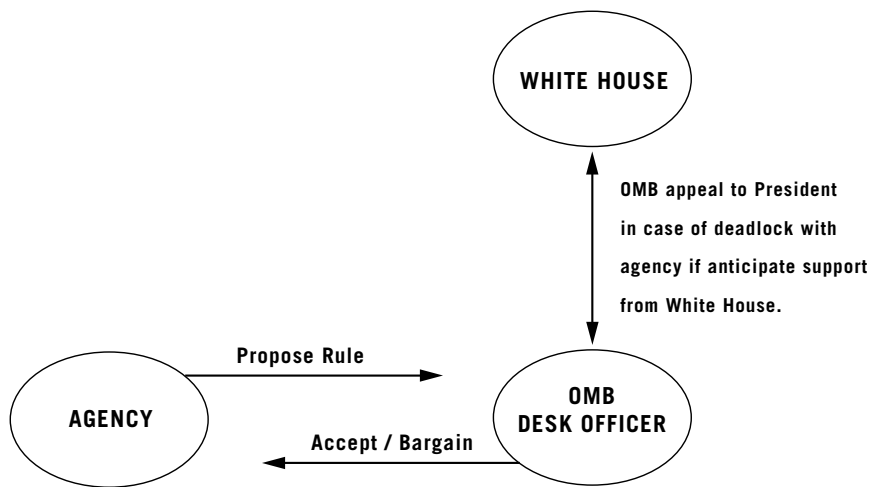 WHITE HOUSE
OMB appeal to President
in case of deadlock with
agency if anticipate support
from White House.
Propose Rule
AGENCY
OMB
DESK OFFICER
Accept / Bargain